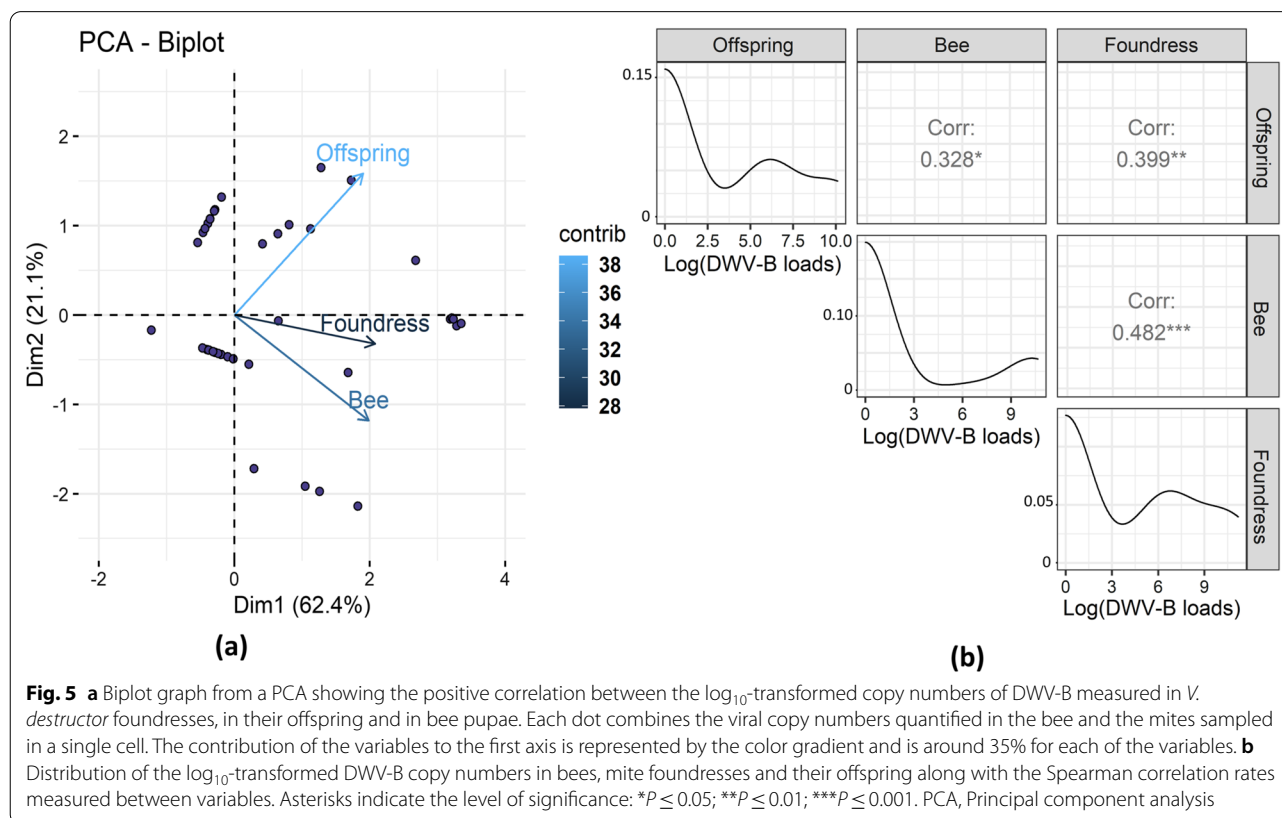 PCA - Biplot
Offspring
Foundress
Bee
2
1
0
-1
-2
Dim2 (21.1%)
-2
0
2
4
Dim1 (62.4%)
contrib
38
36
34
32
30
28
(a)
Offspring
Bee
Foundress
0.15
0
0.0
2.5
5.0
7.5
10.0
Log(DWV-B loads)
Corr:
0.328*
Corr:
0.399**
Offspring
0.10
0
0
3
6
9
Log(DWV-B loads)
Corr:
0.482***
Bee
0.05
0
0
3
6
9
Log(DWV-B loads)
Foundress
(b)
Fig. 5 a Biplot graph from a PCA showing the positive correlation between the log₁₀-transformed copy numbers of DWV-B measured in V.
destructor foundresses, in their offspring and in bee pupae. Each dot combines the viral copy numbers quantified in the bee and the mites sampled
in a single cell. The contribution of the variables to the first axis is represented by the color gradient and is around 35% for each of the variables. b
Distribution of the log₁₀-transformed DWV-B copy numbers in bees, mite foundresses and their offspring along with the Spearman correlation rates
measured between variables. Asterisks indicate the level of significance: *P ≤ 0.05; **P ≤ 0.01; ***P ≤ 0.001. PCA, Principal component analysis